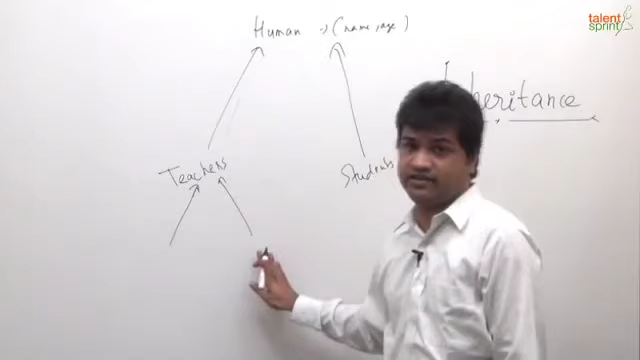 talent
sprint
Human → (name, age)
Inheritance
Teachers
Students